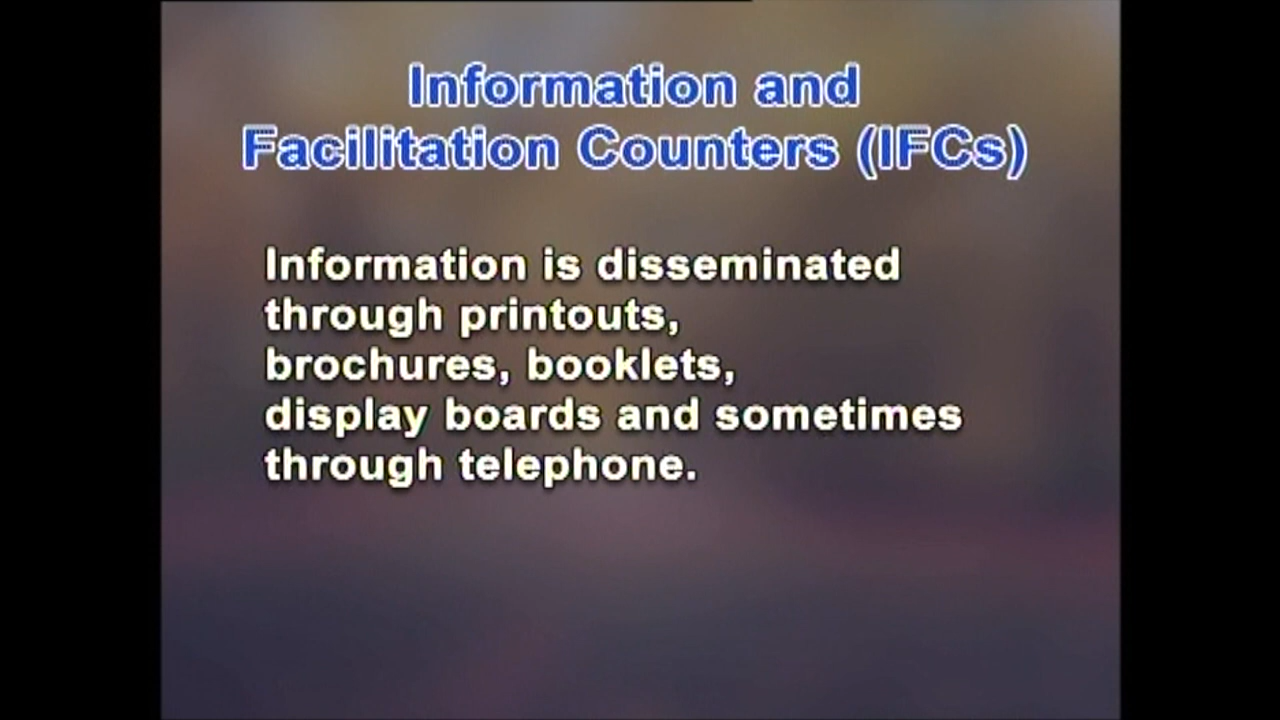 Information and
Facilitation Counters (IFCs)
Information is disseminated
through printouts,
brochures, booklets,
display boards and sometimes
through telephone.